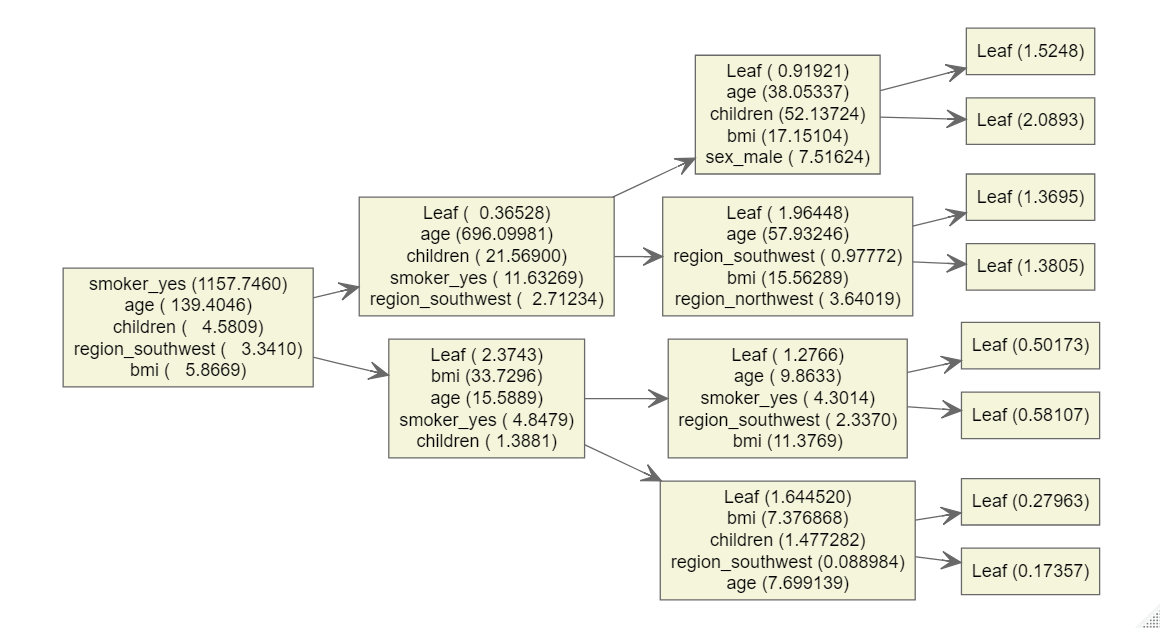 smoker_yes (1157.7460)
age ( 139.4046)
children (   4.5809)
region_southwest (   3.3410)
bmi (   5.8669)
Leaf (  0.36528)
age (696.09981)
children ( 21.56900)
smoker_yes ( 11.63269)
region_southwest (  2.71234)
Leaf ( 2.3743)
bmi (33.7296)
age (15.5889)
smoker_yes ( 4.8479)
children ( 1.3881)
Leaf ( 0.91921)
age (38.05337)
children (52.13724)
bmi (17.15104)
sex_male ( 7.51624)
Leaf ( 1.96448)
age (57.93246)
region_southwest ( 0.97772)
bmi (15.56289)
region_northwest ( 3.64019)
Leaf ( 1.2766)
age ( 9.8633)
smoker_yes ( 4.3014)
region_southwest ( 2.3370)
bmi (11.3769)
Leaf (1.644520)
bmi (7.376868)
children (1.477282)
region_southwest (0.088984)
age (7.699139)
Leaf (1.5248)
Leaf (2.0893)
Leaf (1.3695)
Leaf (1.3805)
Leaf (0.50173)
Leaf (0.58107)
Leaf (0.27963)
Leaf (0.17357)